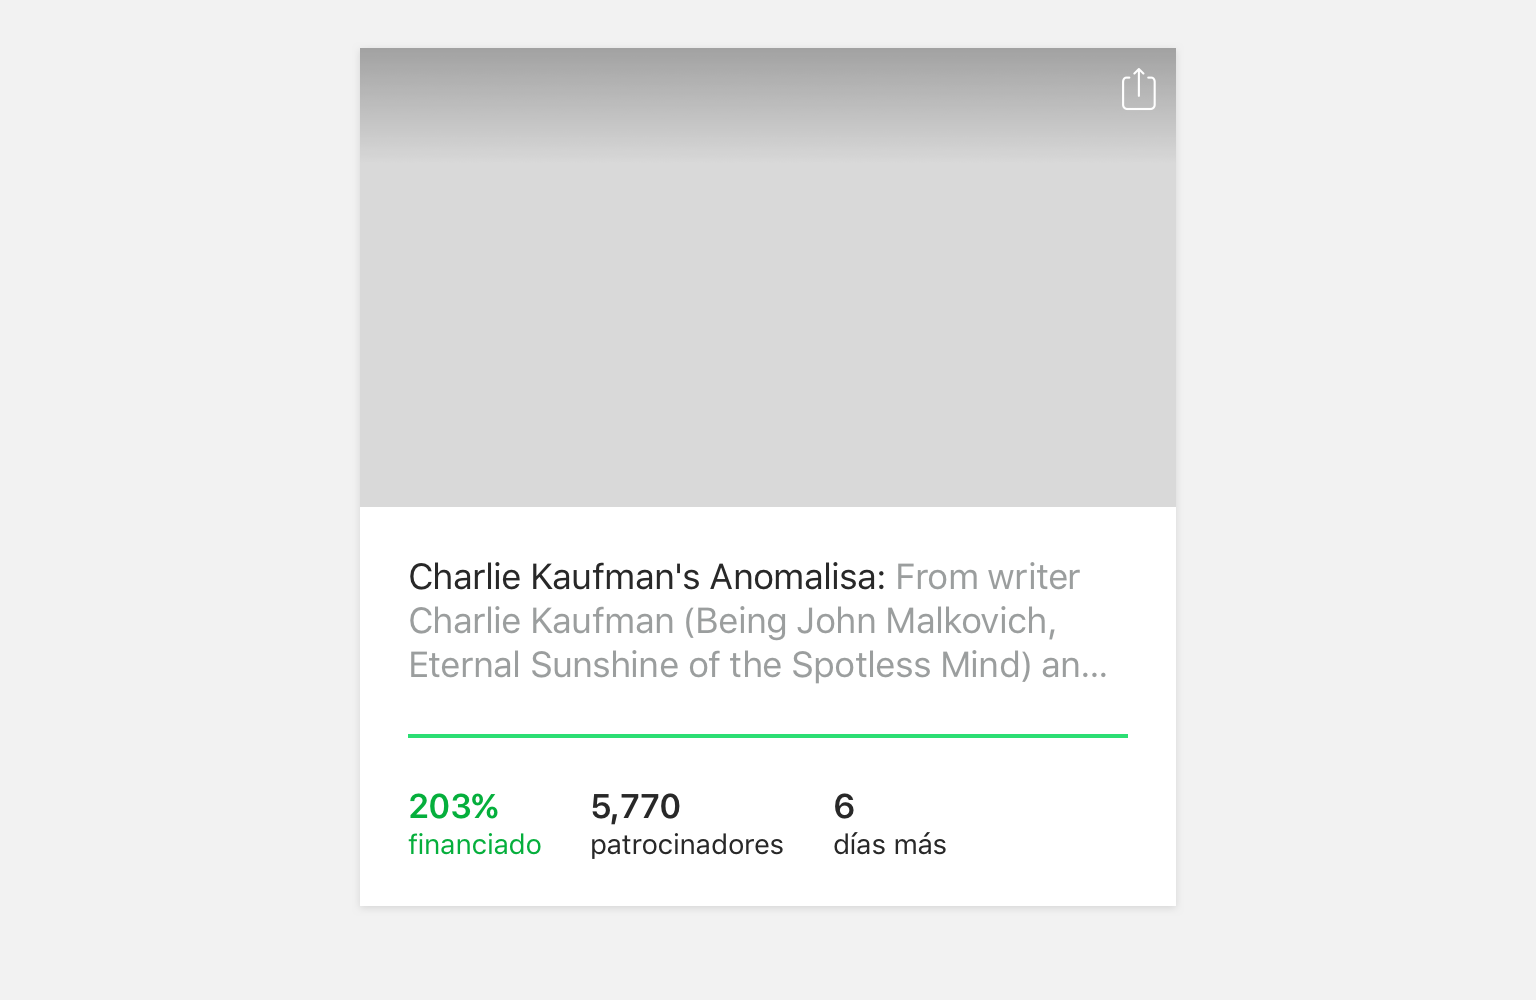 Charlie Kaufman's Anomalisa: From writer
Charlie Kaufman (Being John Malkovich,
Eternal Sunshine of the Spotless Mind) an...
203% 5,770 6
financiado patrocinadores días más